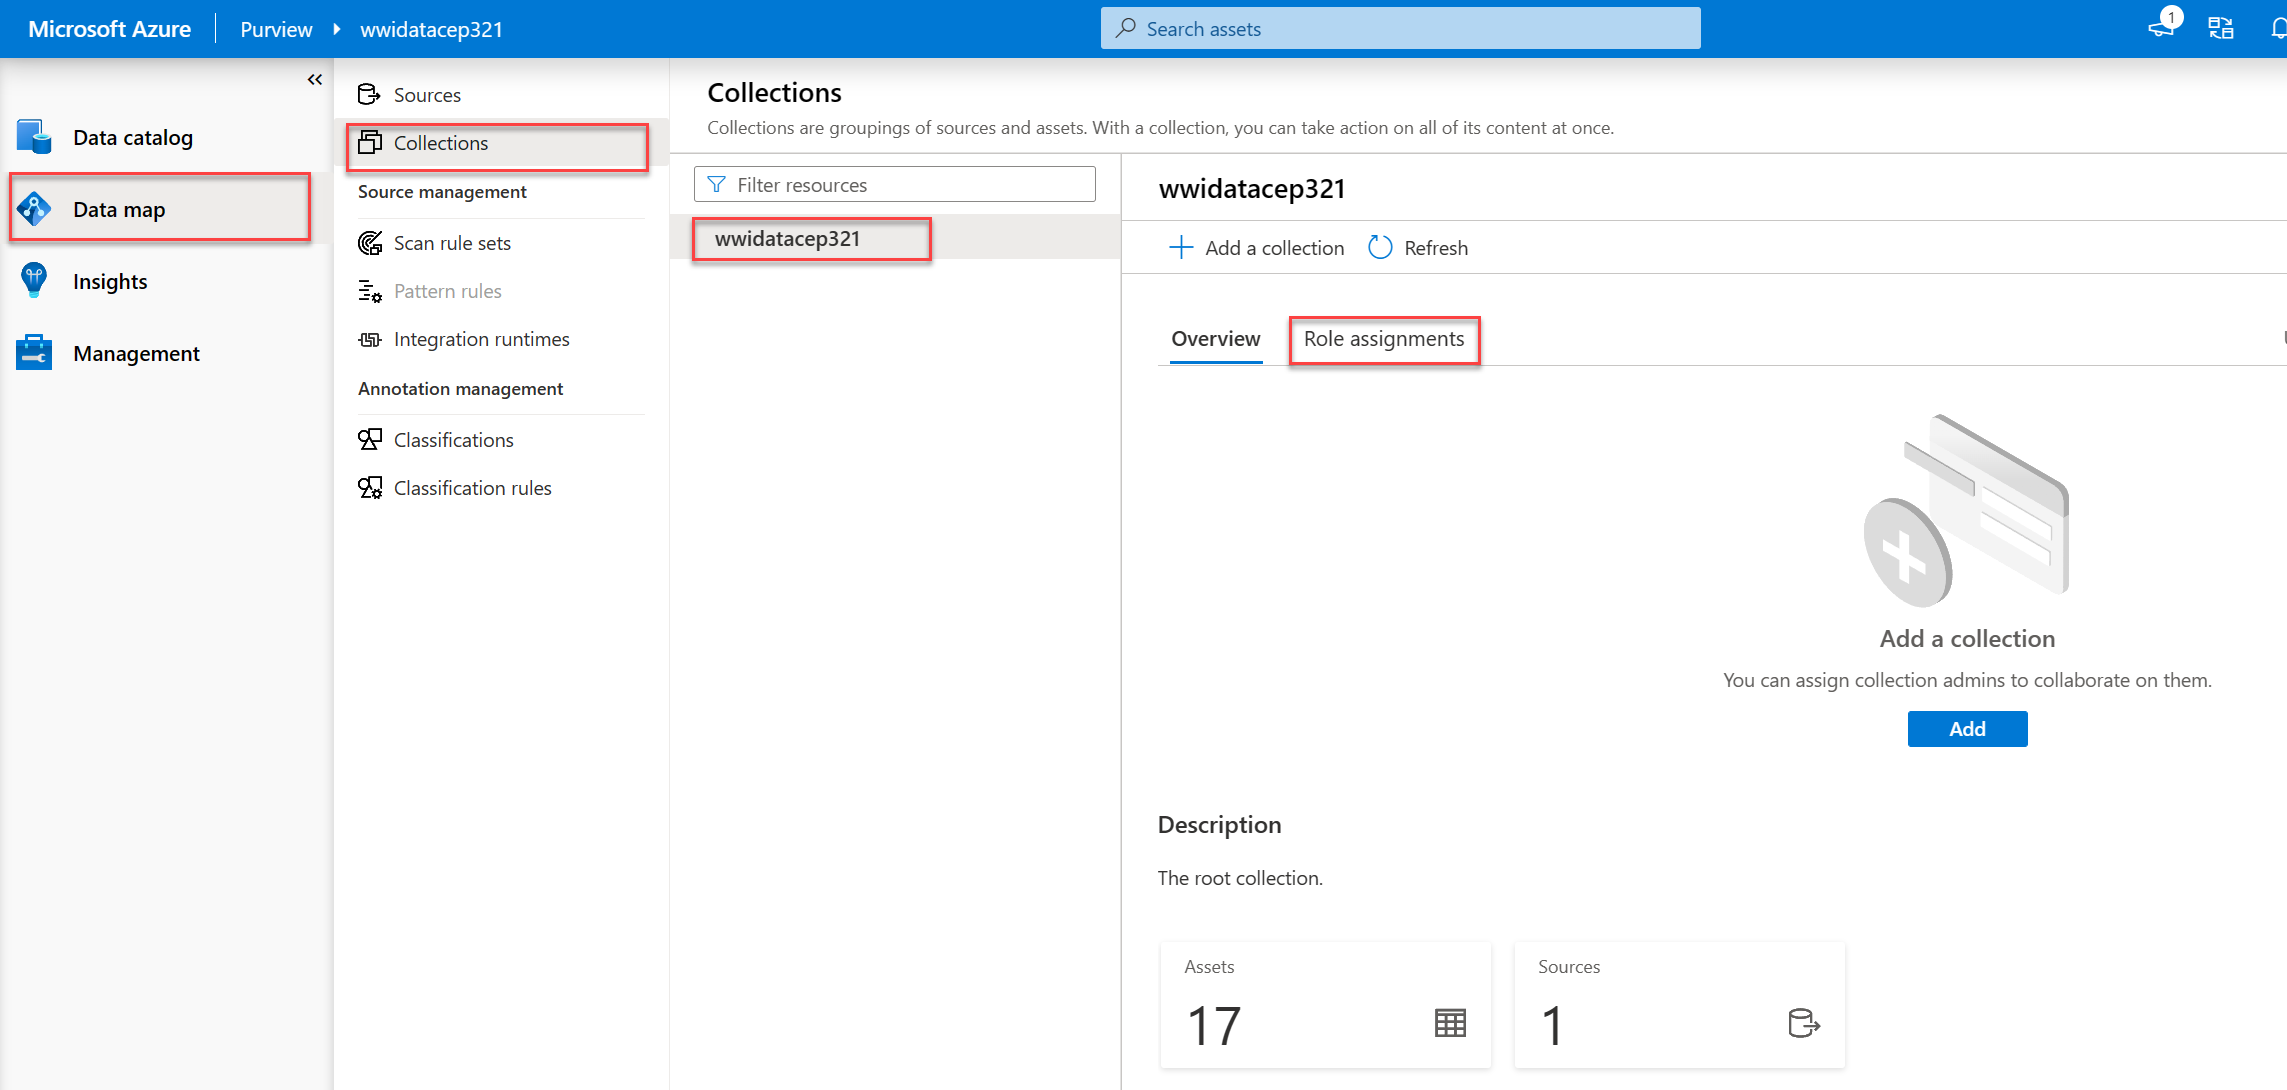 Microsoft Azure
Purview
wwidatacep321
Search assets
1
Data catalog
Data map
Insights
Management
Sources
Collections
Source management
Scan rule sets
Pattern rules
Integration runtimes
Annotation management
Classifications
Classification rules
Collections
Collections are groupings of sources and assets. With a collection, you can take action on all of its content at once.
Filter resources
wwidatacep321
wwidatacep321
Add a collection
Refresh
Overview
Role assignments
Add a collection
You can assign collection admins to collaborate on them.
Add
Description
The root collection.
Assets
17
Sources
1